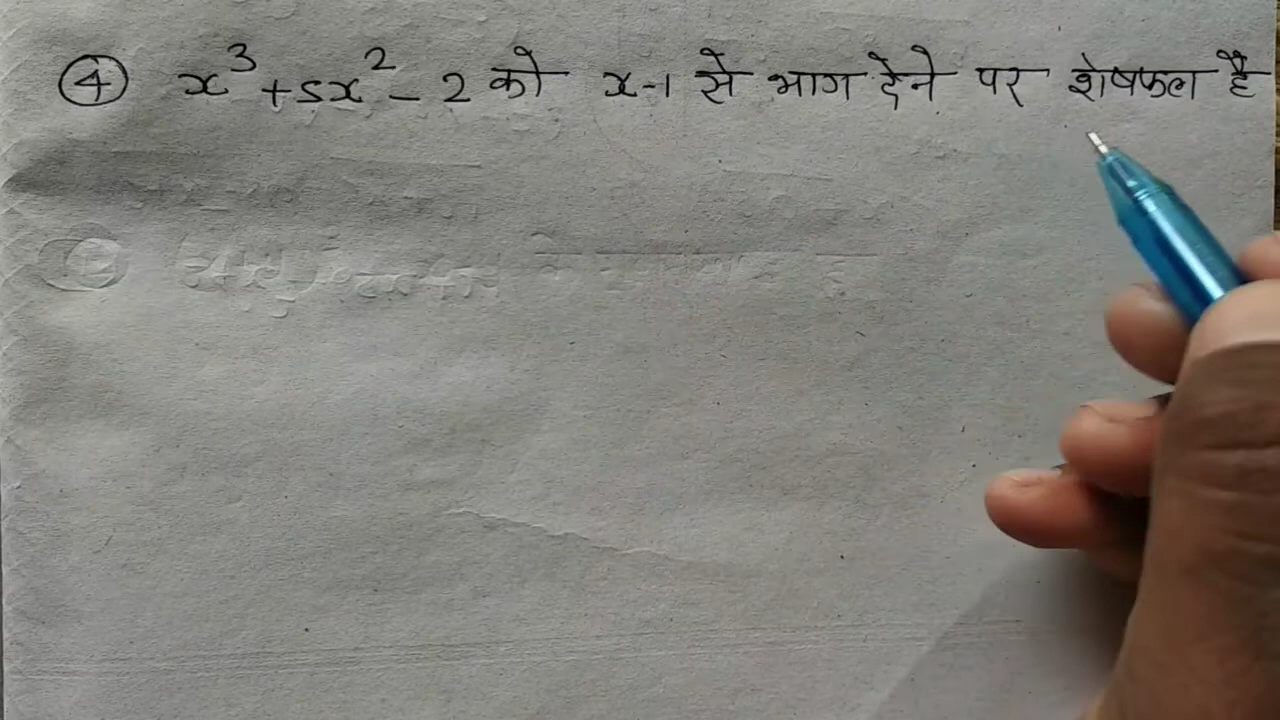 ④ x³+5x²-2 को x-1 से भाग देने पर शेषफल है